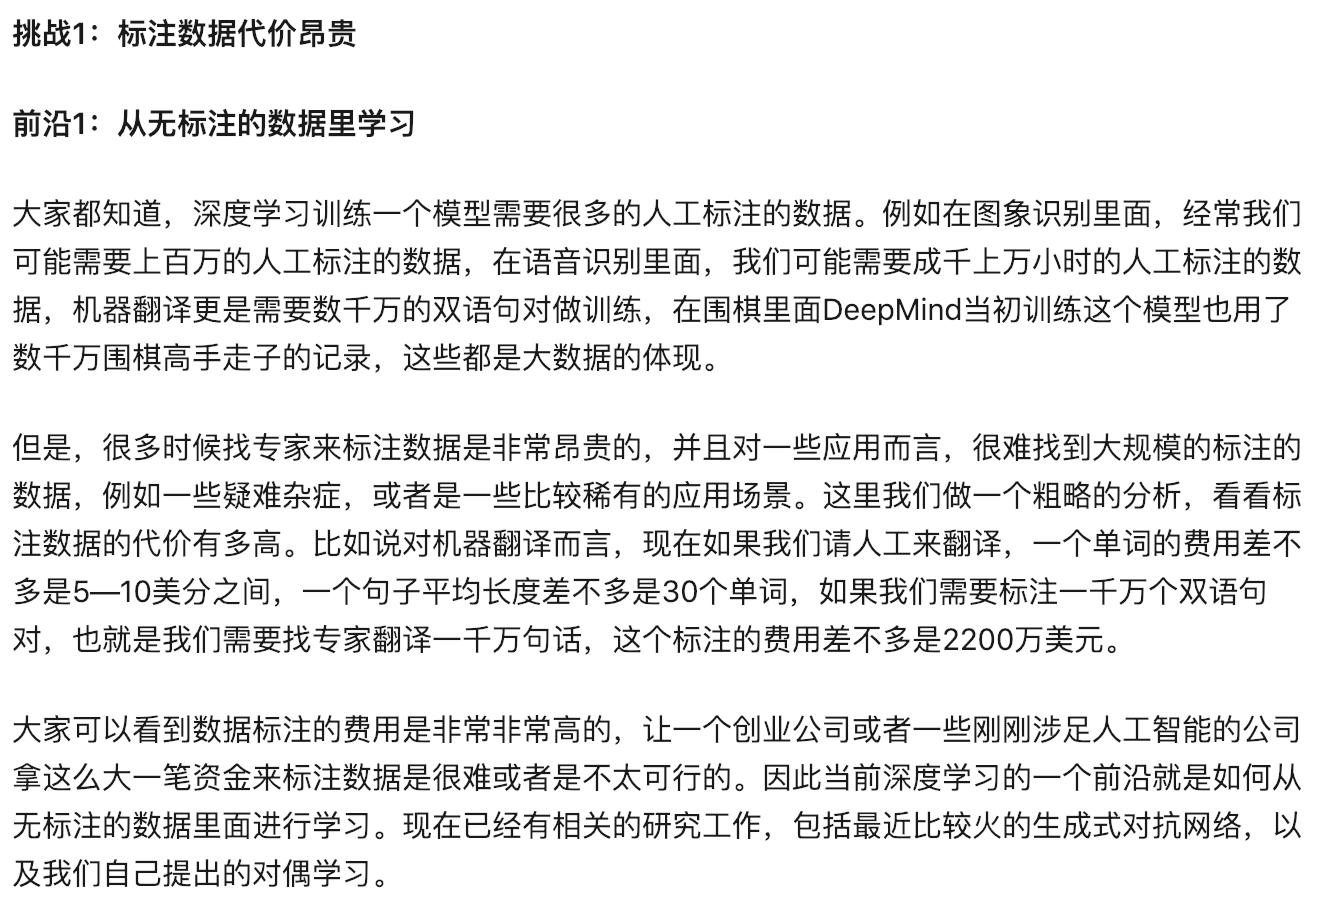 挑战1：标注数据代价昂贵
前沿1：从无标注的数据里学习
大家都知道，深度学习训练一个模型需要很多的人工标注的数据。例如在图象识别里面，经常我们
可能需要上百万的人工标注的数据，在语音识别里面，我们可能需要成千上万小时的人工标注的数
据，机器翻译更是需要数千万的双语句对做训练，在围棋里面DeepMind当初训练这个模型也用了
数千万围棋高手走子的记录，这些都是大数据的体现。
但是，很多时候找专家来标注数据是非常昂贵的，并且对一些应用而言，很难找到大规模的标注的
数据，例如一些疑难杂症，或者是一些比较稀有的应用场景。这里我们做一个粗略的分析，看看标
注数据的代价有多高。比如说对机器翻译而言，现在如果我们请人工来翻译，一个单词的费用差不
多是5—10美分之间，一个句子平均长度差不多是30个单词，如果我们需要标注一千万个双语句
对，也就是我们需要找专家翻译一千万句话，这个标注的费用差不多是2200万美元。
大家可以看到数据标注的费用是非常非常高的，让一个创业公司或者一些刚刚涉足人工智能的公司
拿这么大一笔资金来标注数据是很难或者是不太可行的。因此当前深度学习的一个前沿就是如何从
无标注的数据里面进行学习。现在已经有相关的研究工作，包括最近比较火的生成式对抗网络，以
及我们自己提出的对偶学习。